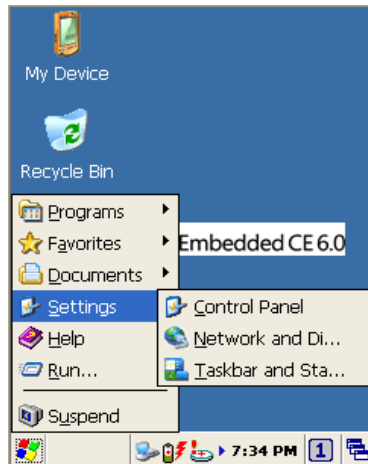 My Device
Recycle Bin
Programs
Favorites
Embedded CE 6.0
Documents
Settings
Control Panel
Help
Network and Di...
Run...
Taskbar and Sta...
Suspend
7:34 PM
1